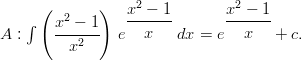 A : ∫ ( (x² − 1) / x² ) e^{(x² − 1) / x} dx = e^{(x² − 1) / x} + c.